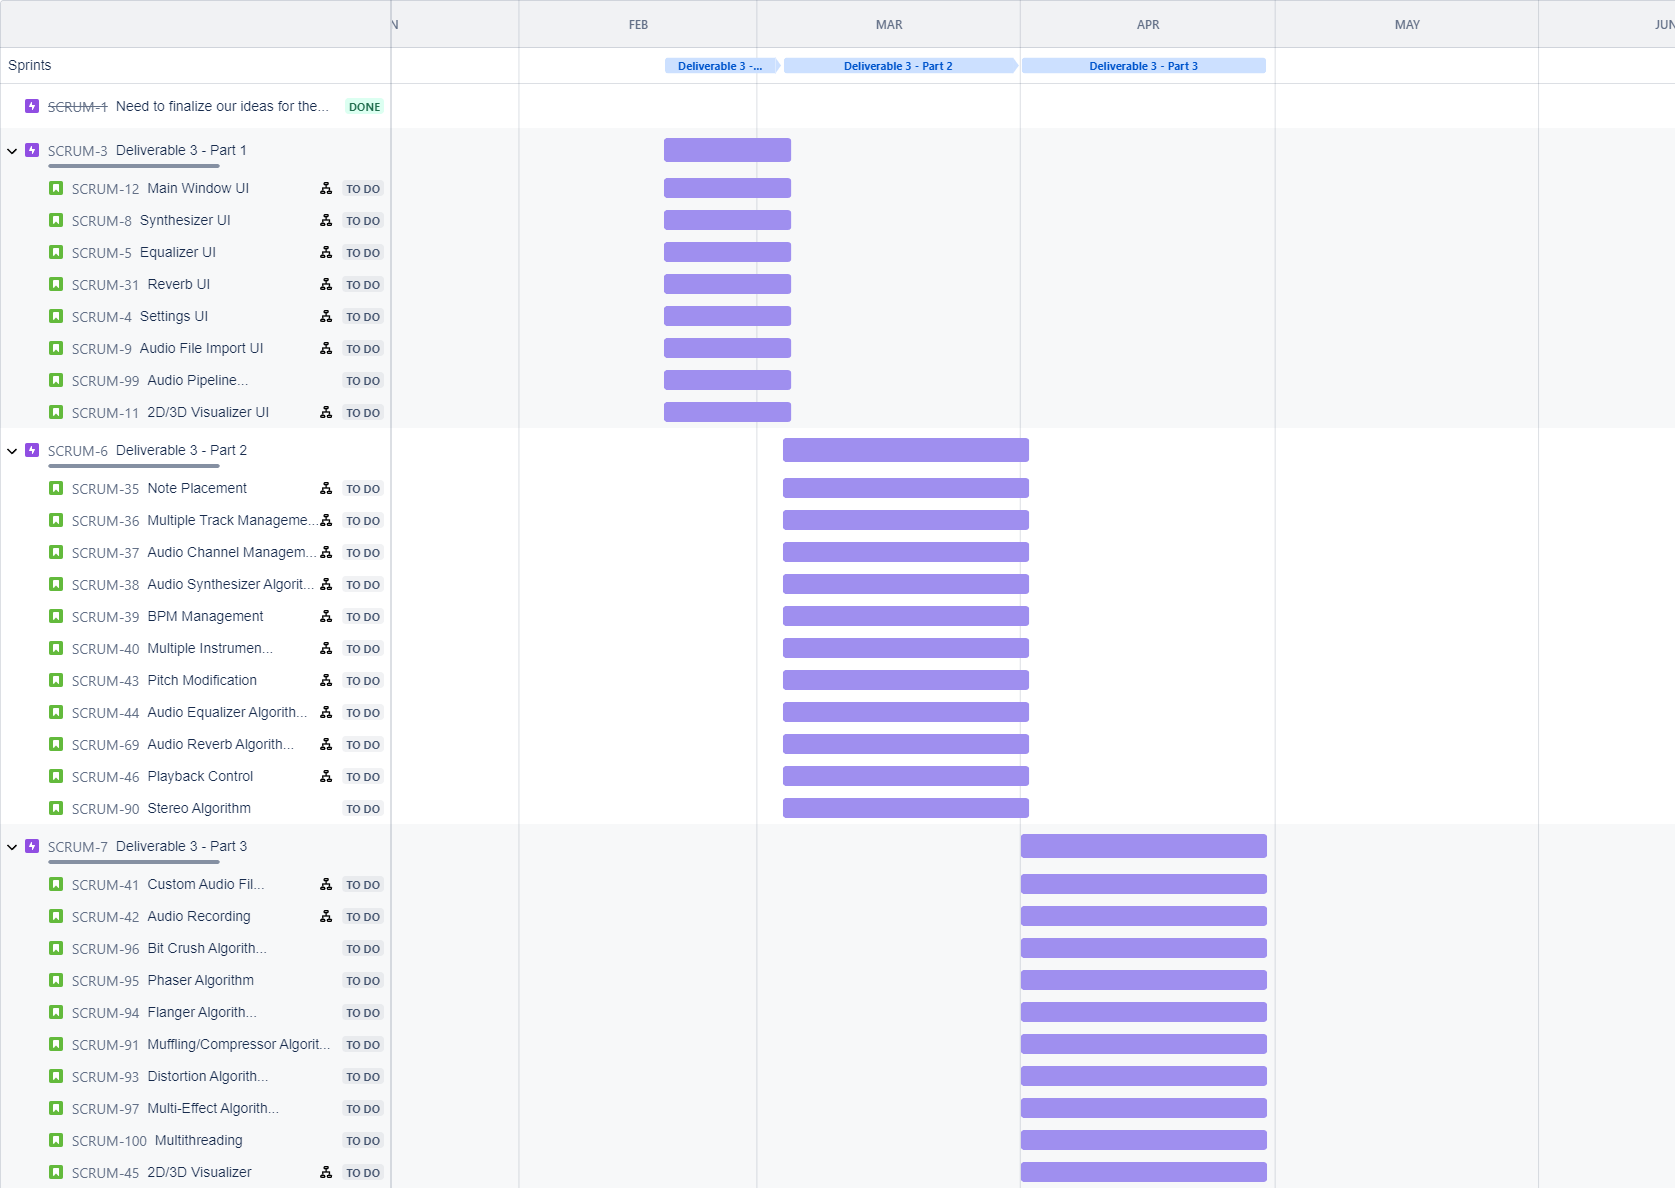 FEB MAR APR MAY JUN
Sprints Deliverable 3 -... Deliverable 3 - Part 2 Deliverable 3 - Part 3
SCRUM-1 Need to finalize our ideas for the... DONE
SCRUM-3 Deliverable 3 - Part 1
SCRUM-12 Main Window UI TO DO
SCRUM-8 Synthesizer UI TO DO
SCRUM-5 Equalizer UI TO DO
SCRUM-31 Reverb UI TO DO
SCRUM-4 Settings UI TO DO
SCRUM-9 Audio File Import UI TO DO
SCRUM-99 Audio Pipeline... TO DO
SCRUM-11 2D/3D Visualizer UI TO DO
SCRUM-6 Deliverable 3 - Part 2
SCRUM-35 Note Placement TO DO
SCRUM-36 Multiple Track Manageme... TO DO
SCRUM-37 Audio Channel Managem... TO DO
SCRUM-38 Audio Synthesizer Algorit... TO DO
SCRUM-39 BPM Management TO DO
SCRUM-40 Multiple Instrumen... TO DO
SCRUM-43 Pitch Modification TO DO
SCRUM-44 Audio Equalizer Algorith... TO DO
SCRUM-69 Audio Reverb Algorith... TO DO
SCRUM-46 Playback Control TO DO
SCRUM-90 Stereo Algorithm TO DO
SCRUM-7 Deliverable 3 - Part 3
SCRUM-41 Custom Audio Fil... TO DO
SCRUM-42 Audio Recording TO DO
SCRUM-96 Bit Crush Algorith... TO DO
SCRUM-95 Phaser Algorithm TO DO
SCRUM-94 Flanger Algorith... TO DO
SCRUM-91 Muffling/Compressor Algorit... TO DO
SCRUM-93 Distortion Algorith... TO DO
SCRUM-97 Multi-Effect Algorith... TO DO
SCRUM-100 Multithreading TO DO
SCRUM-45 2D/3D Visualizer TO DO